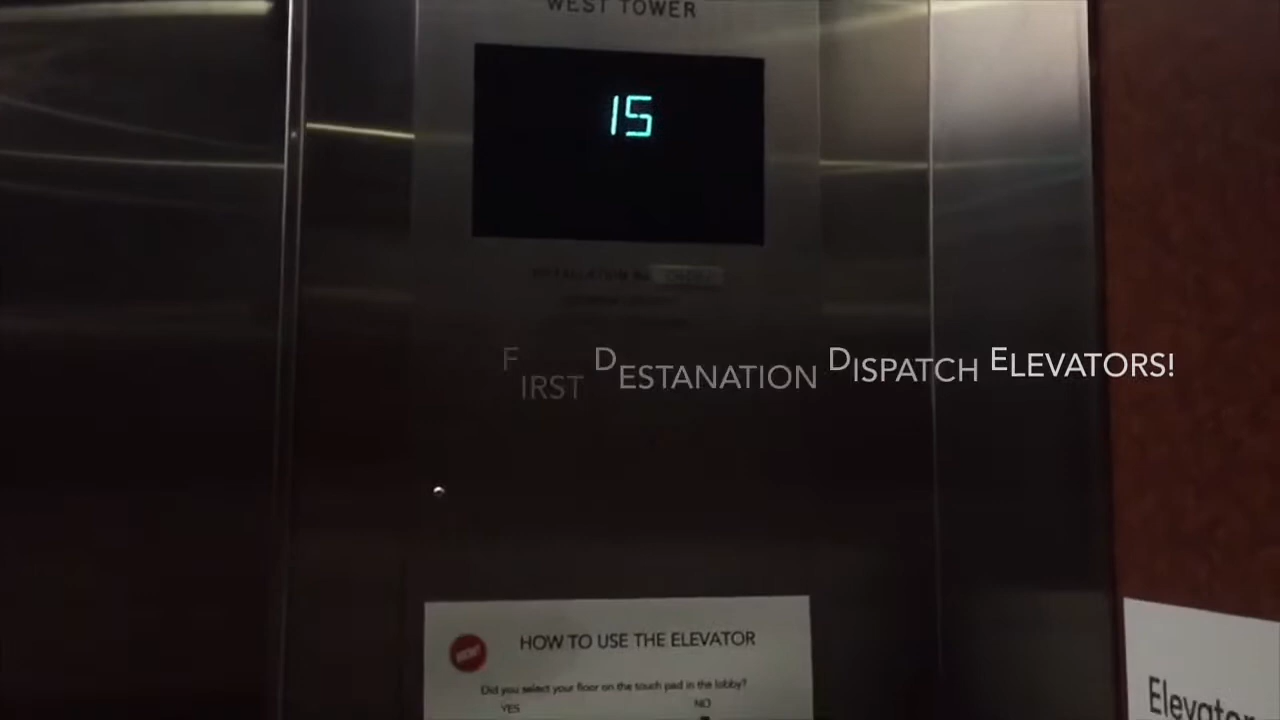 WEST TOWER
15
FIRST DESTANATION DISPATCH ELEVATORS!
HOW TO USE THE ELEVATOR
Did you select your floor on the touch pad in the lobby?
YES NO
Elevator